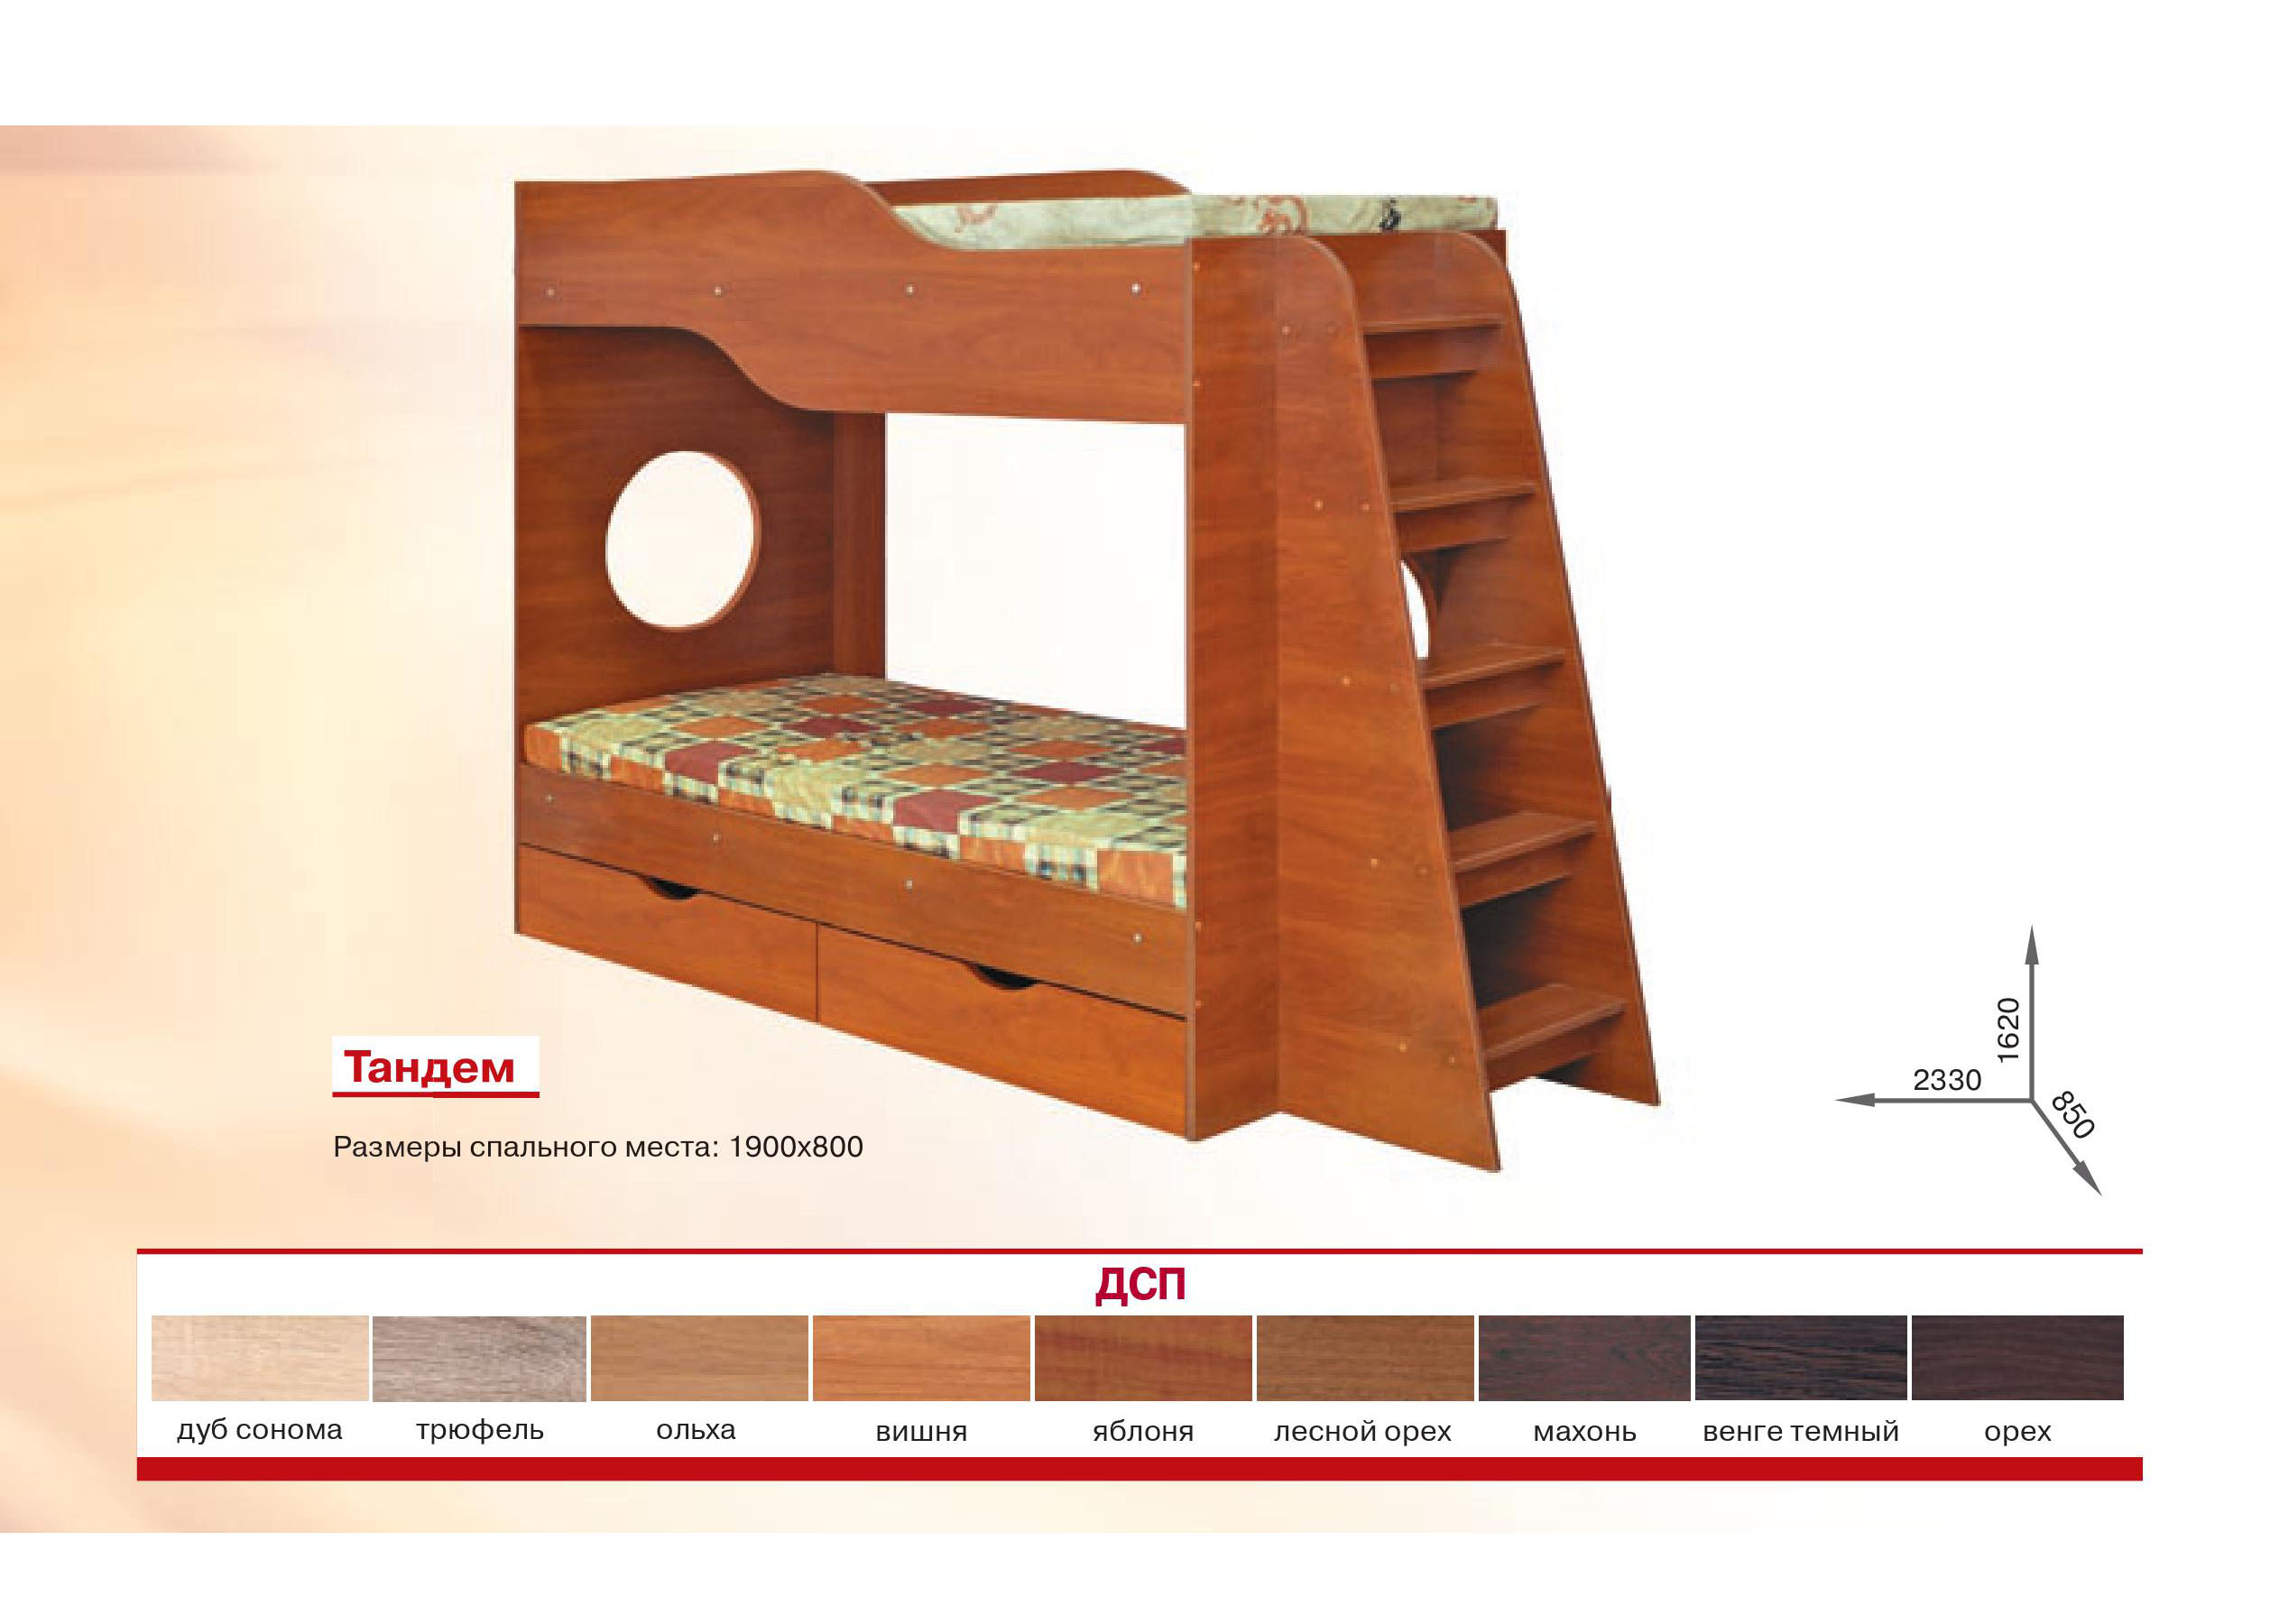 Тандем
Размеры спального места: 1900x800
1620
2330
850
ДСП
дуб сонома
трюфель
ольха
вишня
яблоня
лесной орех
махонь
венге темный
орех